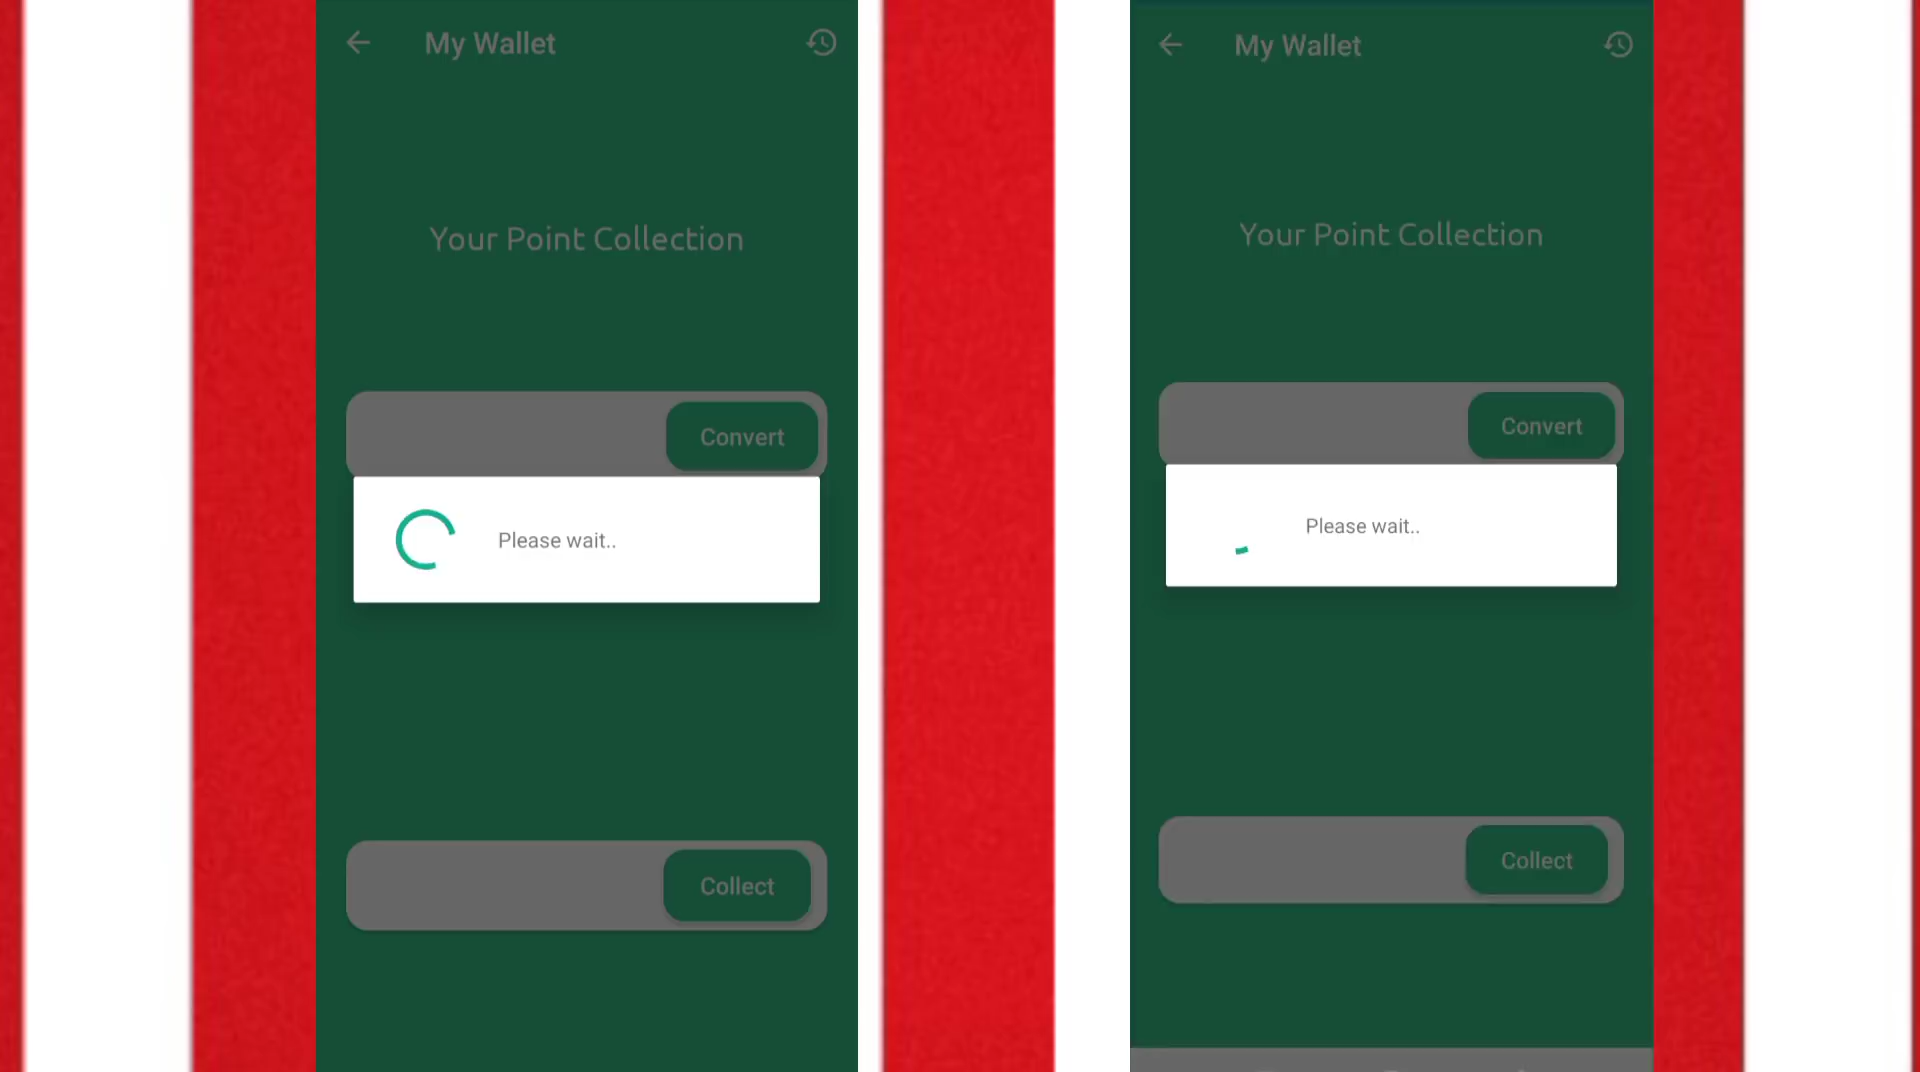 My Wallet
Your Point Collection
Convert
Please wait..
Collect
My Wallet
Your Point Collection
Convert
Please wait..
Collect